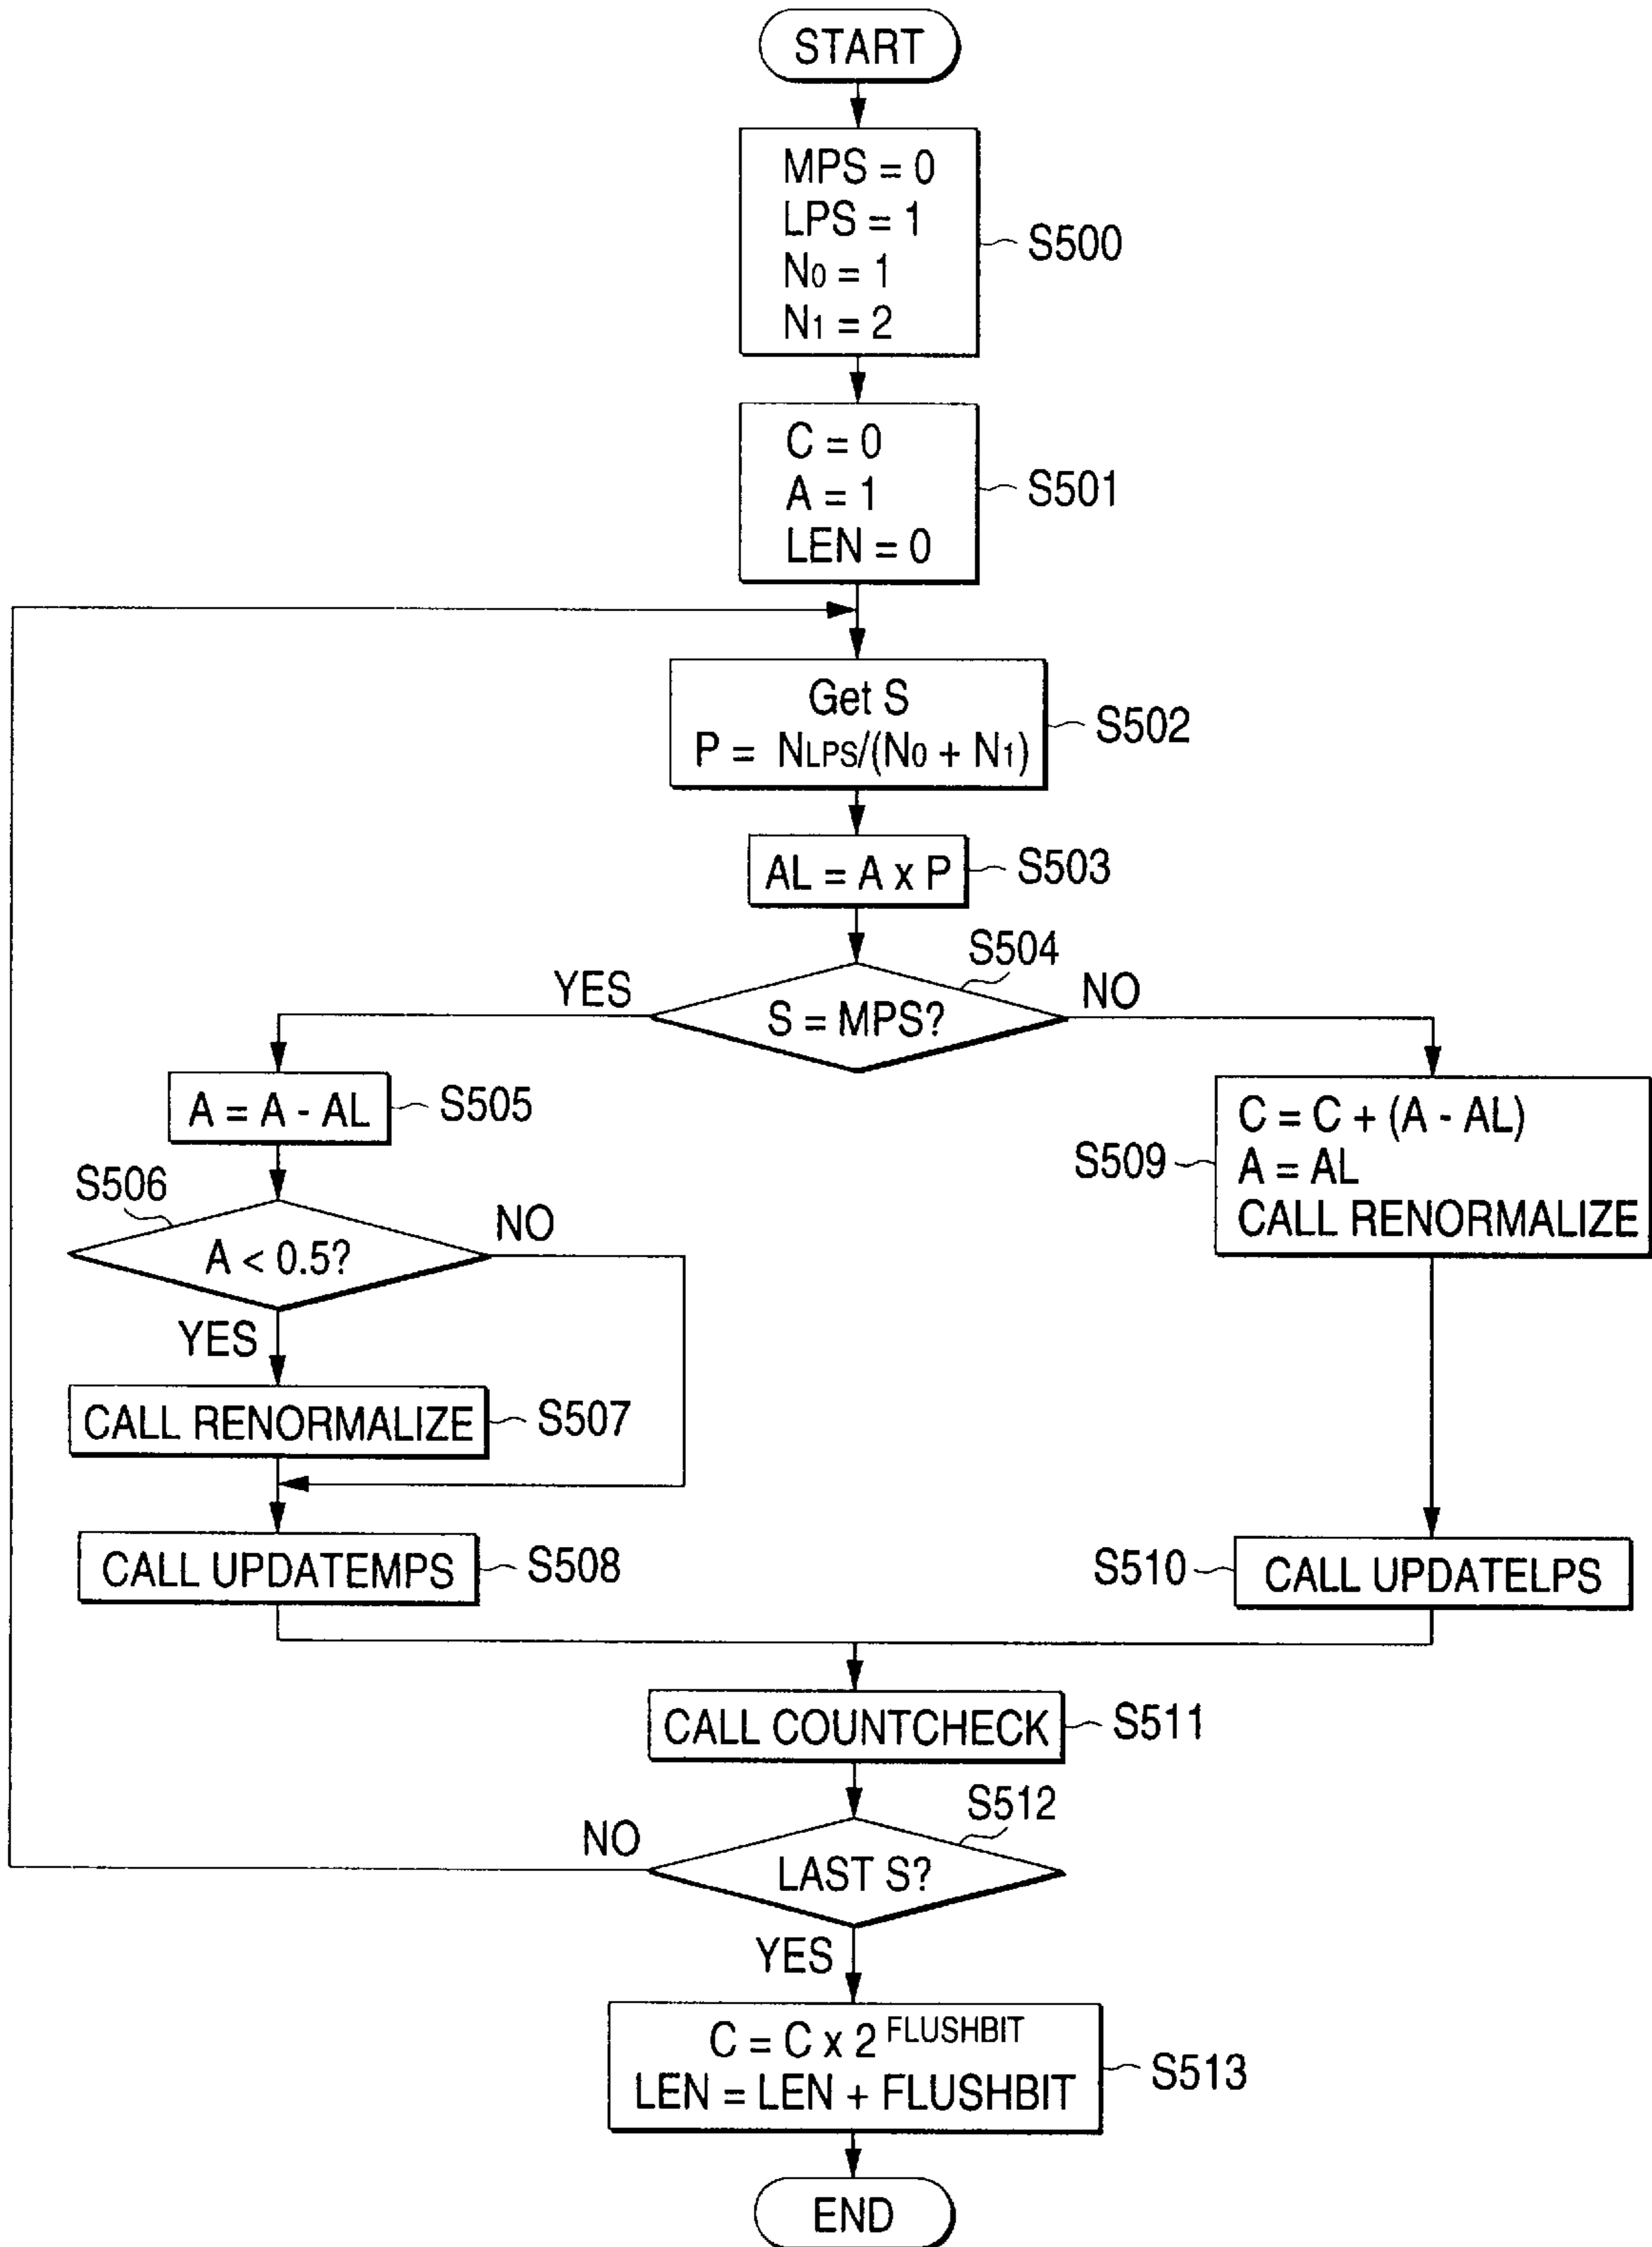 START
MPS = 0
LPS = 1
N0 = 1
N1 = 2
S500
C = 0
A = 1
LEN = 0
S501
Get S
P = NLPS/(N0 + N1)
S502
AL = A x P
S503
S504
YES
S = MPS?
NO
A = A - AL
S505
C = C + (A - AL)
A = AL
CALL RENORMALIZE
S509
S506
A < 0.5?
NO
YES
CALL RENORMALIZE
S507
CALL UPDATEMPS
S508
S510
CALL UPDATELPS
CALL COUNTCHECK
S511
S512
NO
LAST S?
YES
C = C x 2 FLUSHBIT
LEN = LEN + FLUSHBIT
S513
END